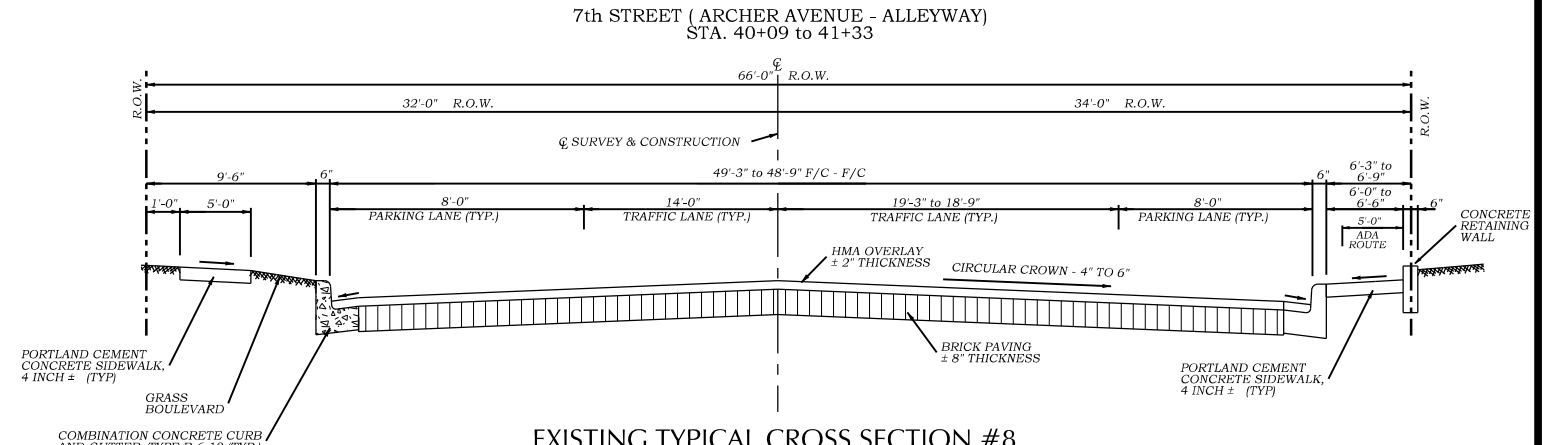 7th STREET ( ARCHER AVENUE - ALLEYWAY)
STA. 40+09 to 41+33
℄
66'-0" R.O.W.
R.O.W.
32'-0" R.O.W.
34'-0" R.O.W.
R.O.W.
℄ SURVEY & CONSTRUCTION
9'-6"
6"
49'-3" to 48'-9" F/C - F/C
6"
6'-3" to
6'-9"
1'-0"
5'-0"
8'-0"
PARKING LANE (TYP.)
14'-0"
TRAFFIC LANE (TYP.)
19'-3" to 18'-9"
TRAFFIC LANE (TYP.)
8'-0"
PARKING LANE (TYP.)
6'-0" to
6'-6"
6"
5'-0"
ADA
ROUTE
CONCRETE
RETAINING
WALL
HMA OVERLAY
± 2" THICKNESS
CIRCULAR CROWN - 4" TO 6"
BRICK PAVING
± 8" THICKNESS
PORTLAND CEMENT
CONCRETE SIDEWALK,
4 INCH ± (TYP)
GRASS
BOULEVARD
PORTLAND CEMENT
CONCRETE SIDEWALK,
4 INCH ± (TYP)
COMBINATION CONCRETE CURB
EXISTING TYPICAL CROSS SECTION #8